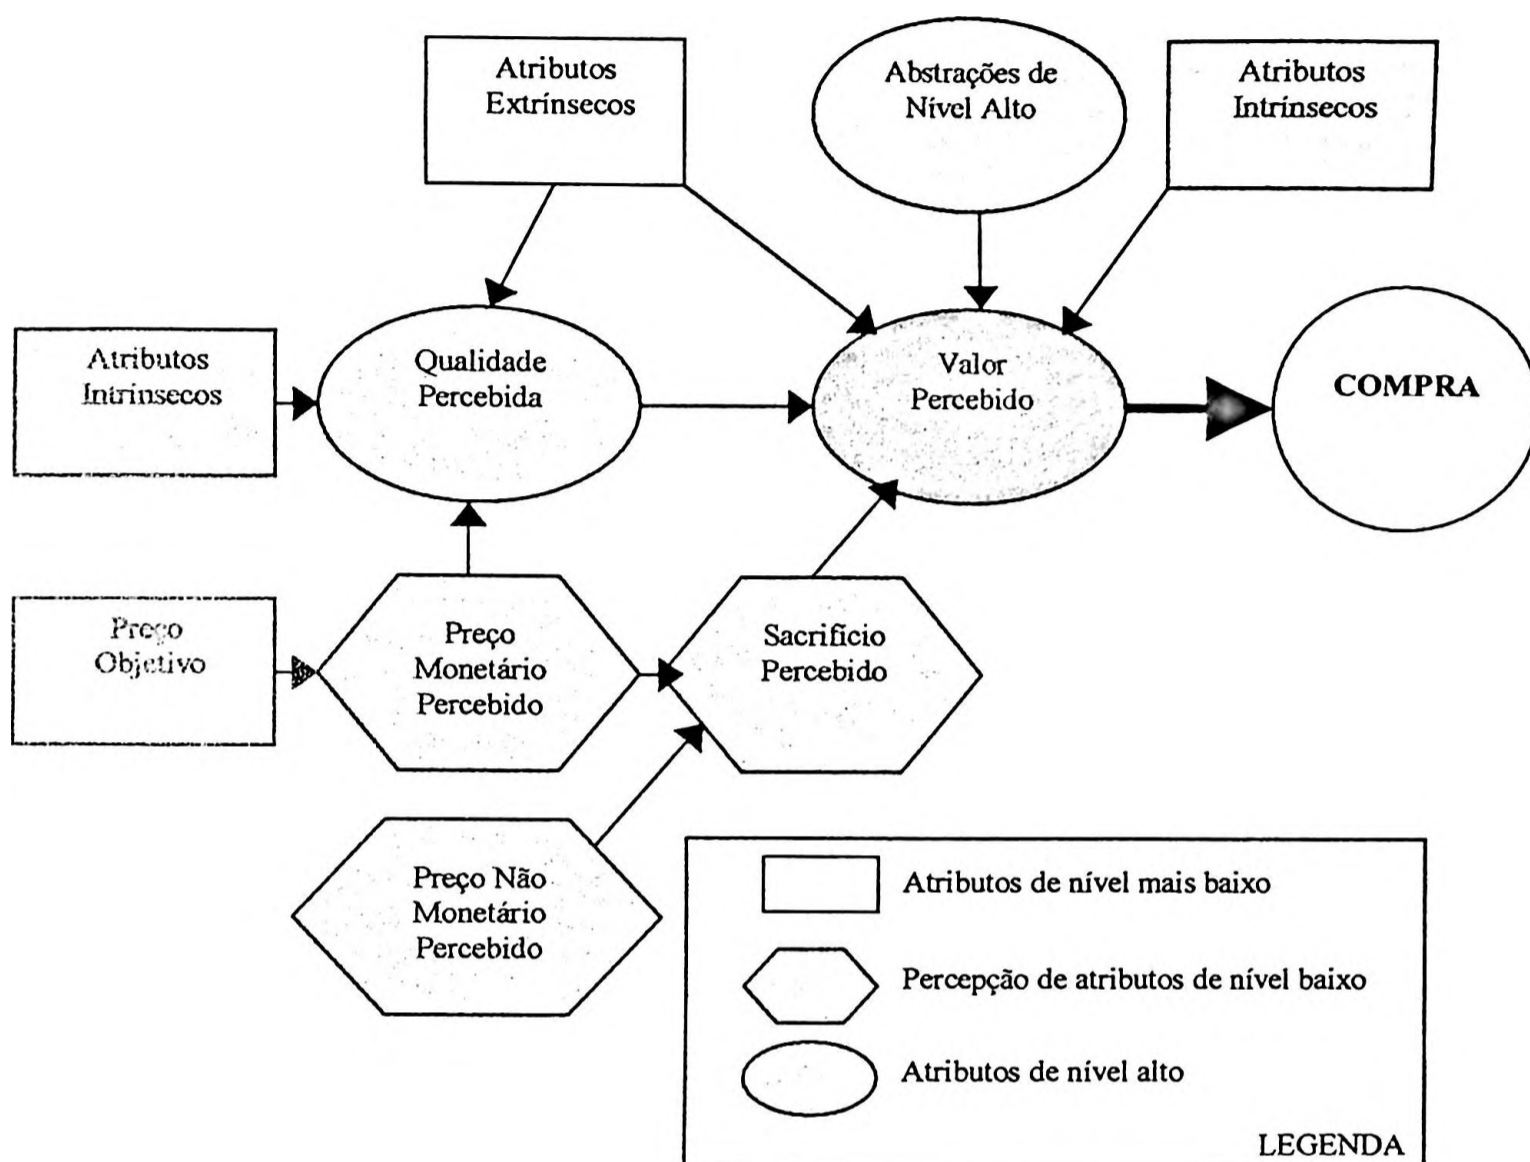 Atributos
Extrínsecos
Abstrações de
Nível Alto
Atributos
Intrínsecos
Atributos
Intrínsecos
Qualidade
Percebida
Valor
Percebido
COMPRA
Preço
Objetivo
Preço
Monetário
Percebido
Sacrifício
Percebido
Preço Não
Monetário
Percebido
Atributos de nível mais baixo
Percepção de atributos de nível baixo
Atributos de nível alto
LEGENDA